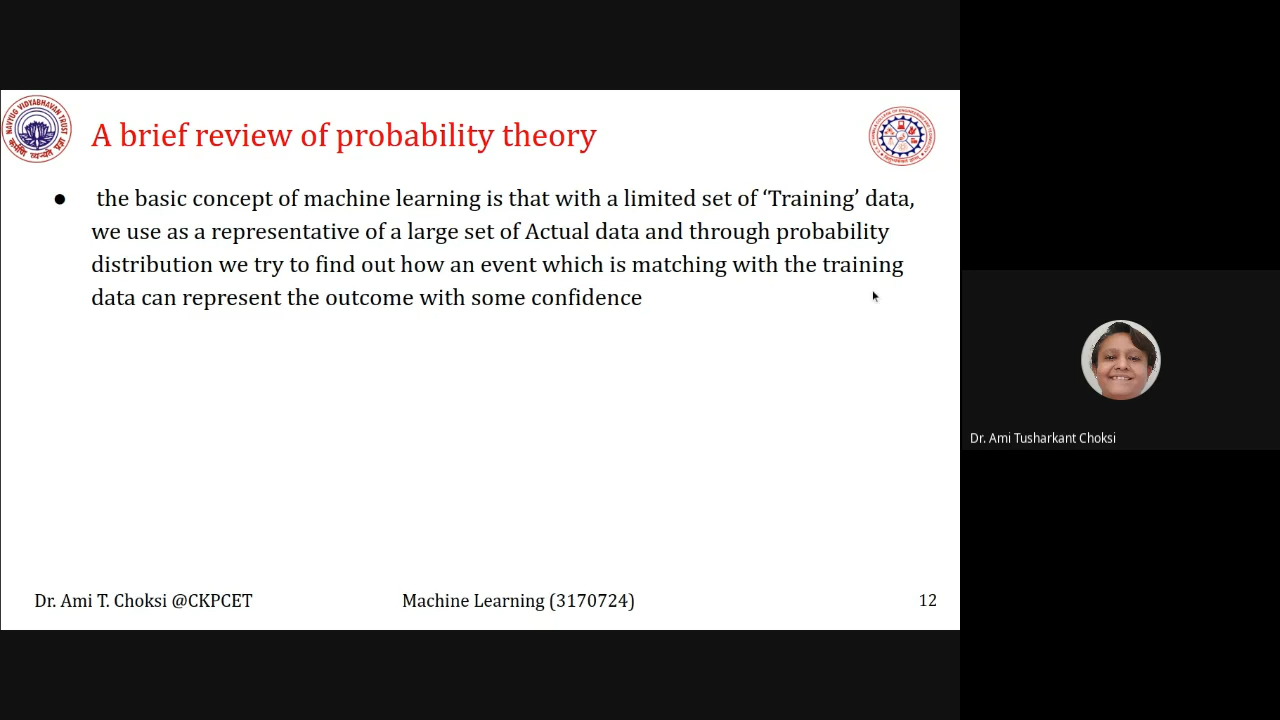 NAVYUG VIDYABHAVAN TRUST
A brief review of probability theory
● the basic concept of machine learning is that with a limited set of ‘Training’ data,
we use as a representative of a large set of Actual data and through probability
distribution we try to find out how an event which is matching with the training
data can represent the outcome with some confidence
Dr. Ami Tusharkant Choksi
Dr. Ami T. Choksi @CKPCET
Machine Learning (3170724)
12